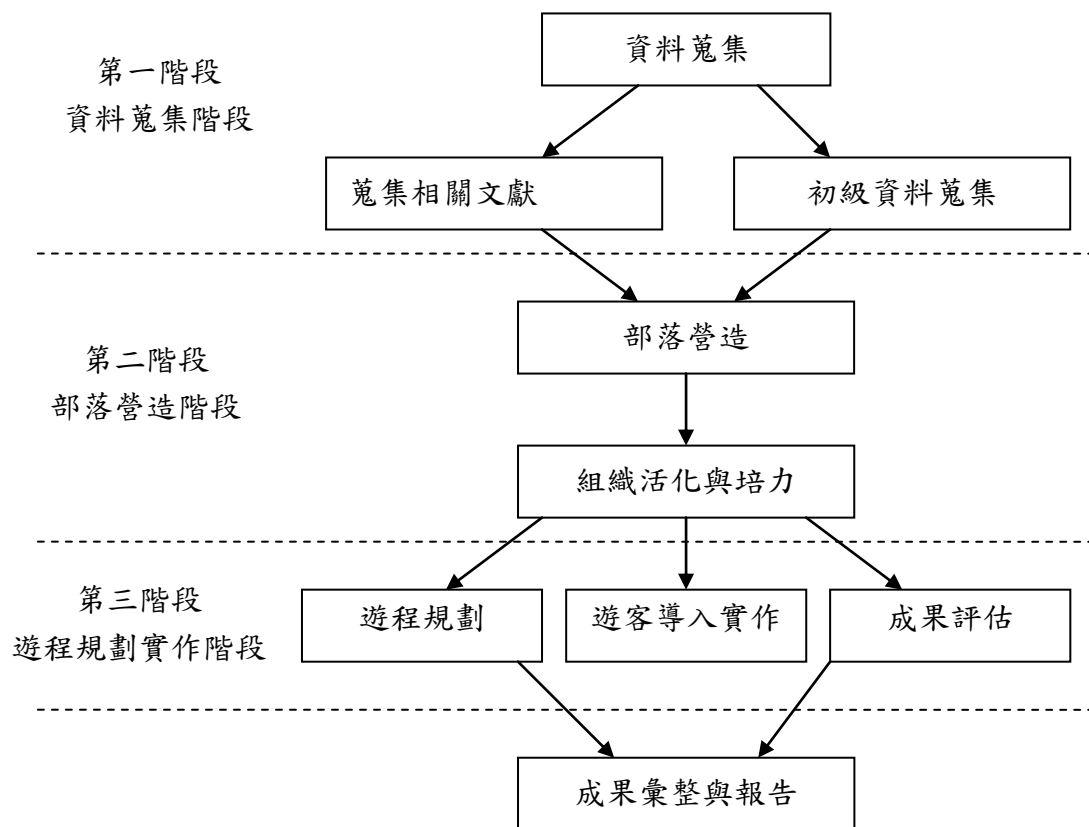 資料蒐集
第一階段
資料蒐集階段
蒐集相關文獻
初級資料蒐集
部落營造
第二階段
部落營造階段
組織活化與培力
第三階段
遊程規劃實作階段
遊程規劃
遊客導入實作
成果評估
成果彙整與報告